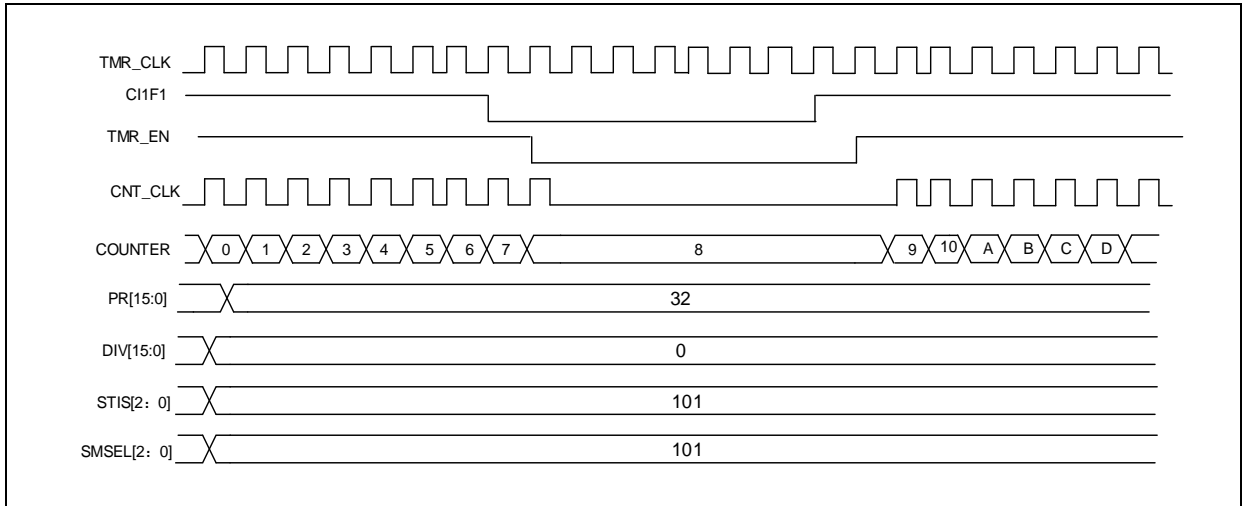 TMR_CLK
CI1F1
TMR_EN
CNT_CLK
COUNTER 0 1 2 3 4 5 6 7 8 9 10 A B C D
PR[15:0] 32
DIV[15:0] 0
STIS[2：0] 101
SMSEL[2：0] 101